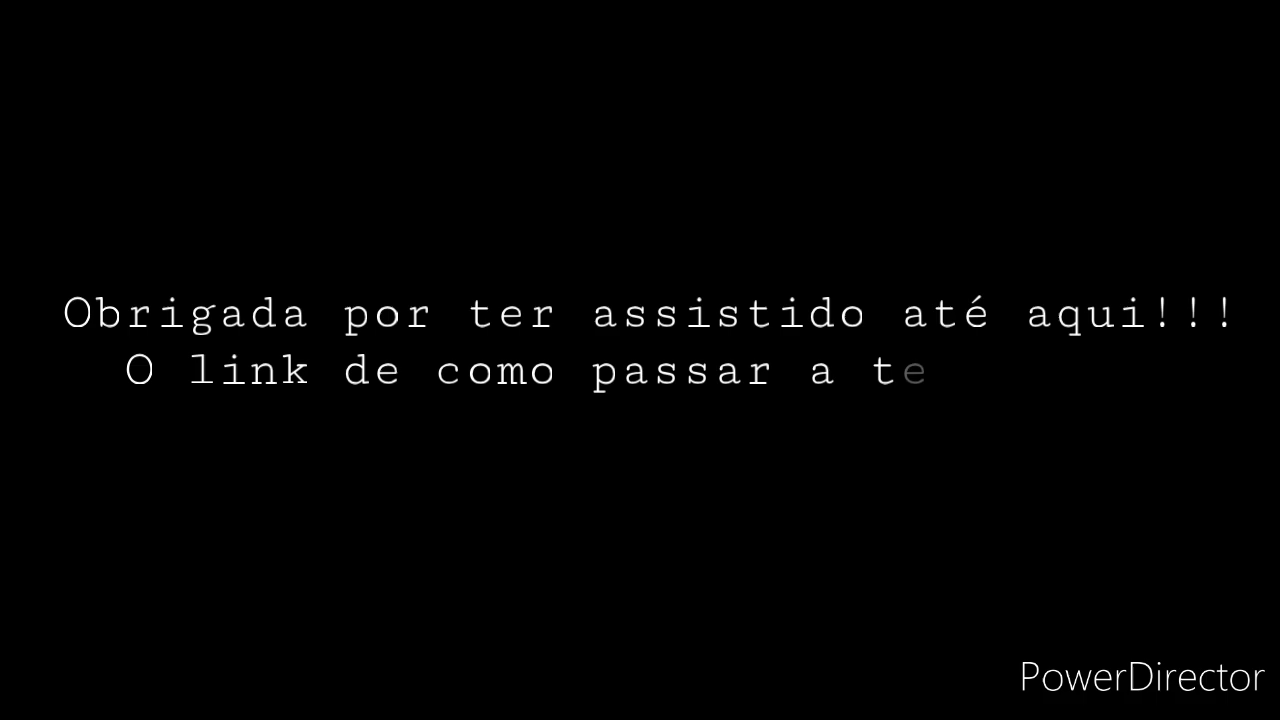 Obrigada por ter assistido até aqui!!!
O link de como passar a te
PowerDirector